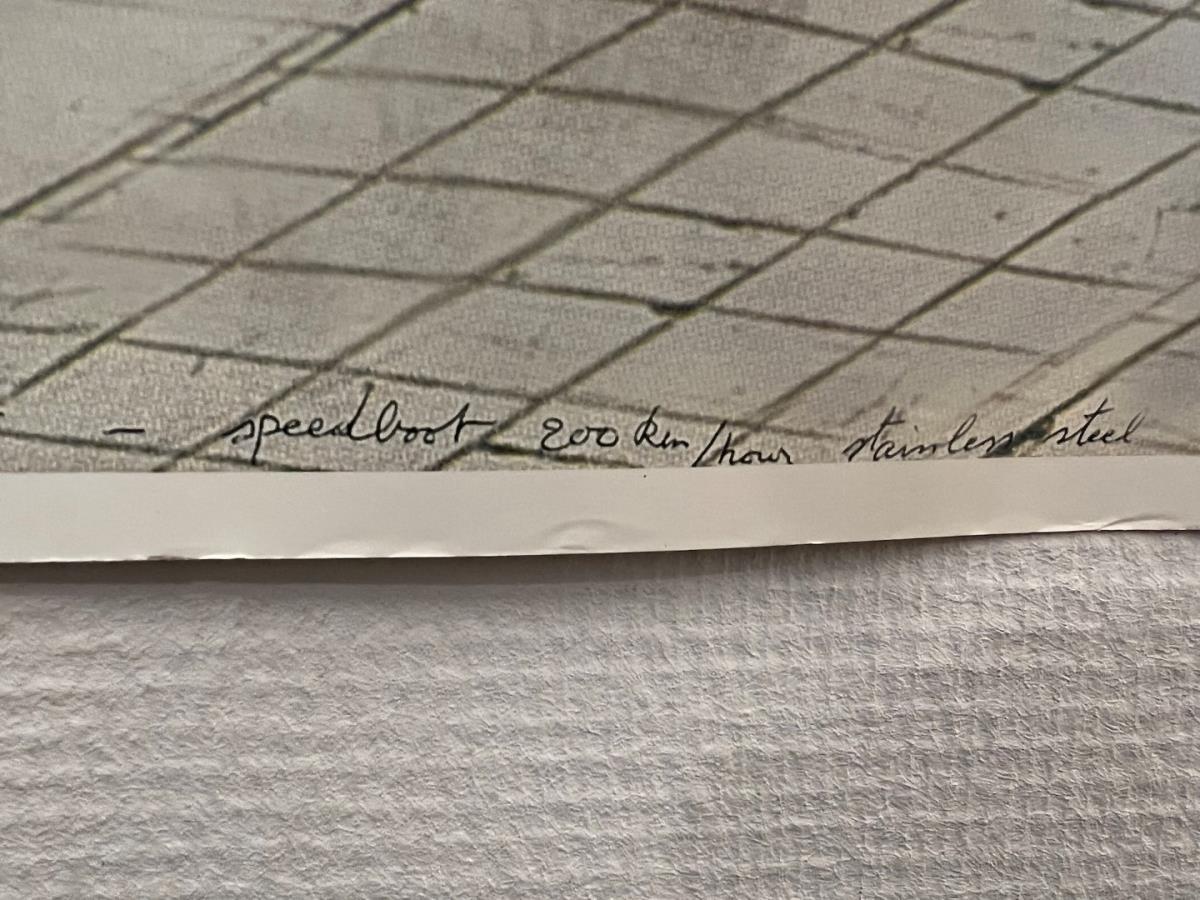 — speedboot 200 km/hour stainless steel